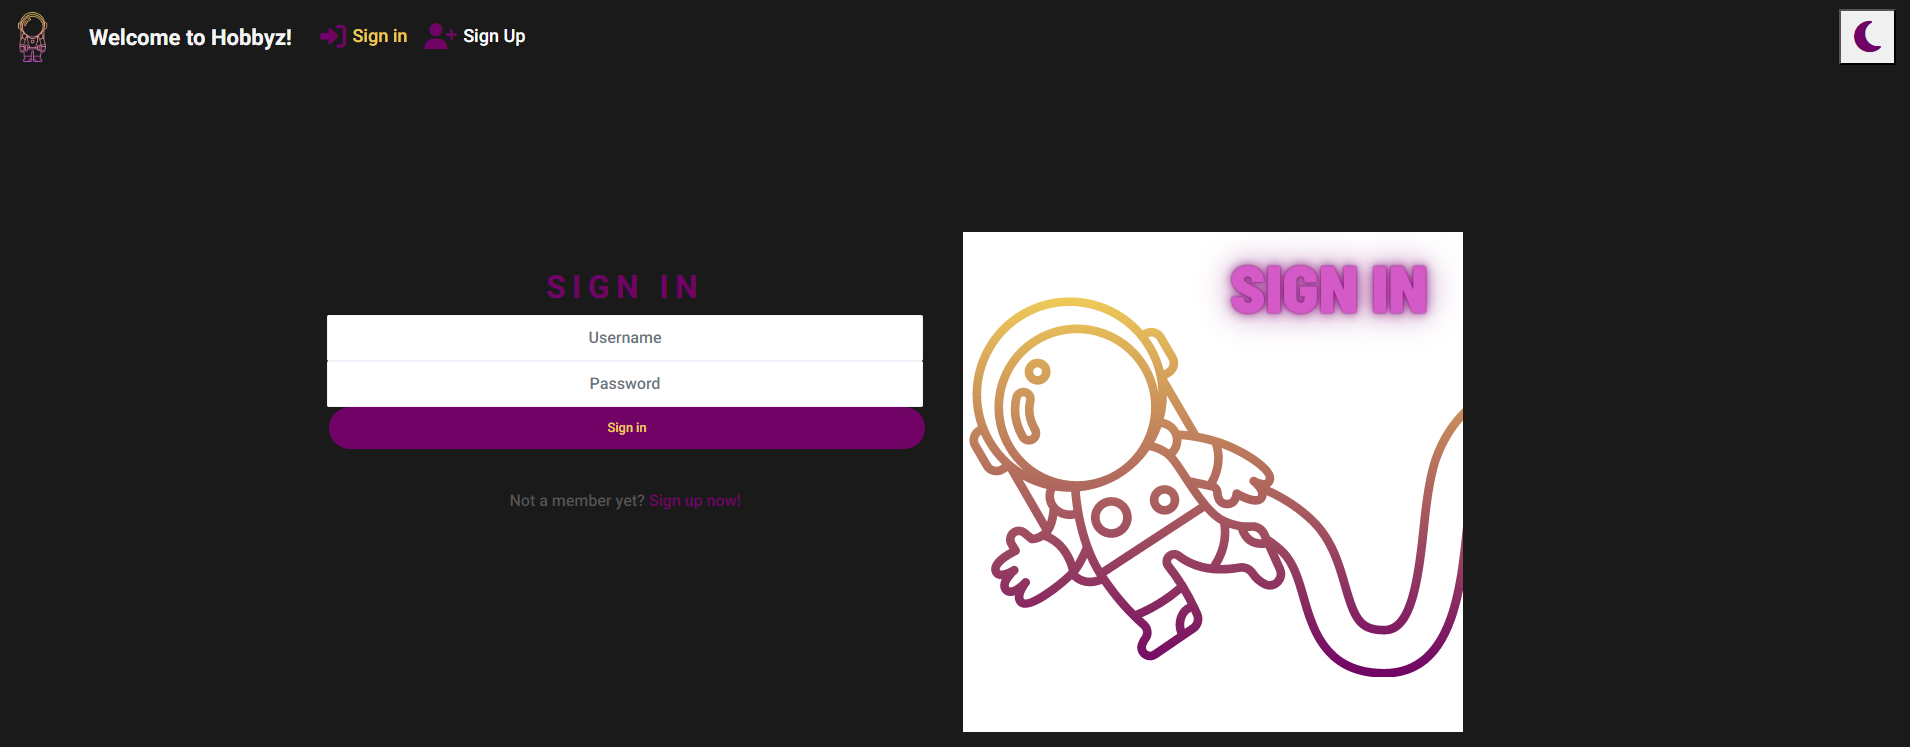 Welcome to Hobbyz! Sign in Sign Up
SIGN IN
Username
Password
Sign in
Not a member yet? Sign up now!
SIGN IN